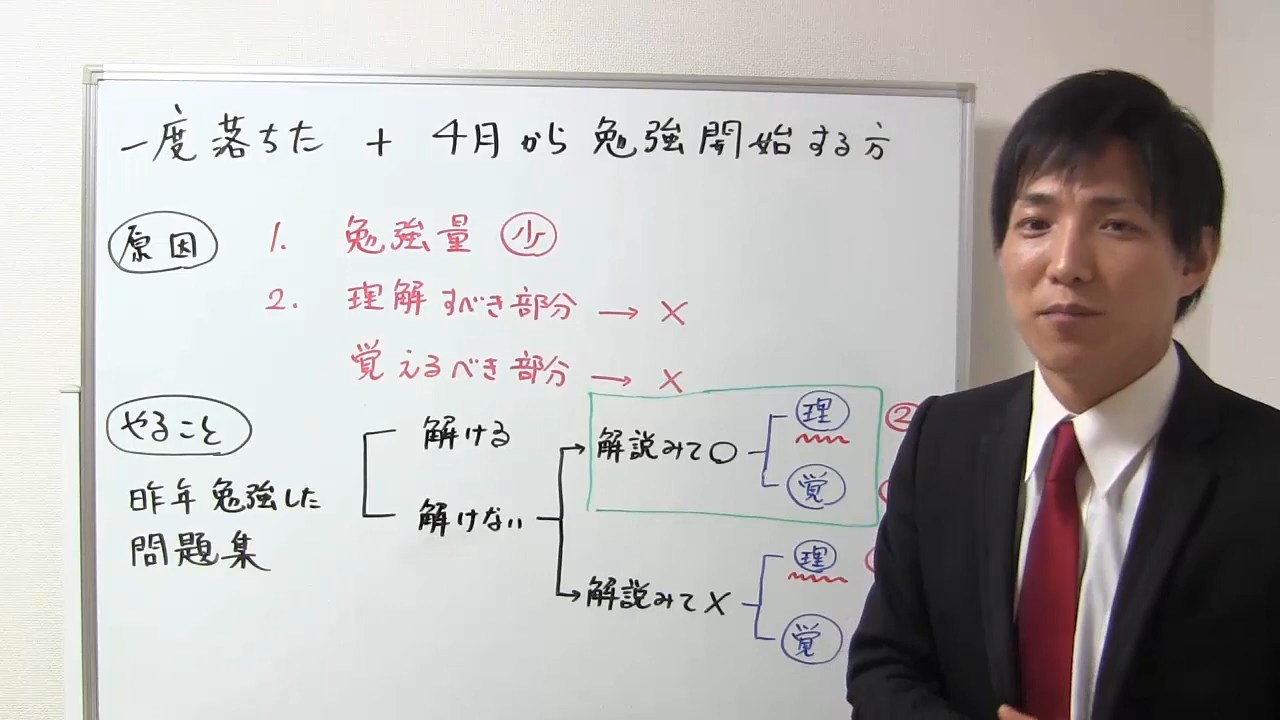 一度落ちた + 4月から勉強開始する方
原因 1. 勉強量 少
2. 理解すべき部分 → ×
覚えるべき部分 → ×
やること
昨年勉強した
問題集
解ける
解けない
解説みて○ 理 ②
覚
解説みて× 理
覚